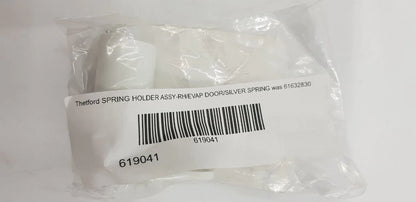 Thetford SPRING HOLDER ASSY-RH/EVAP DOOR/SILVER SPRING was 61632830
619041
619041